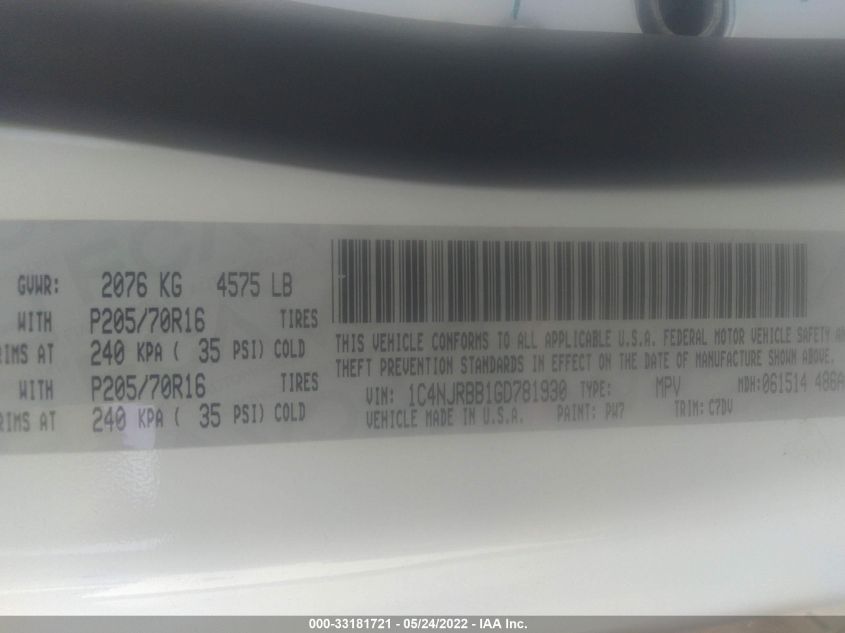 GVWR: 2076 KG 4575 LB
WITH P205/70R16 TIRES
RIMS AT 240 KPA ( 35 PSI) COLD
WITH P205/70R16 TIRES
RIMS AT 240 KPA ( 35 PSI) COLD
THIS VEHICLE CONFORMS TO ALL APPLICABLE U.S.A. FEDERAL MOTOR VEHICLE SAFETY
THEFT PREVENTION STANDARDS IN EFFECT ON THE DATE OF MANUFACTURE SHOWN ABOVE.
VIN: 1C4NJRBB1GD781930 TYPE: MPV MDH:061514 486A
VEHICLE MADE IN U.S.A. PAINT: PW7 TRIM: C7DV
000-33181721 - 05/24/2022 - IAA Inc.